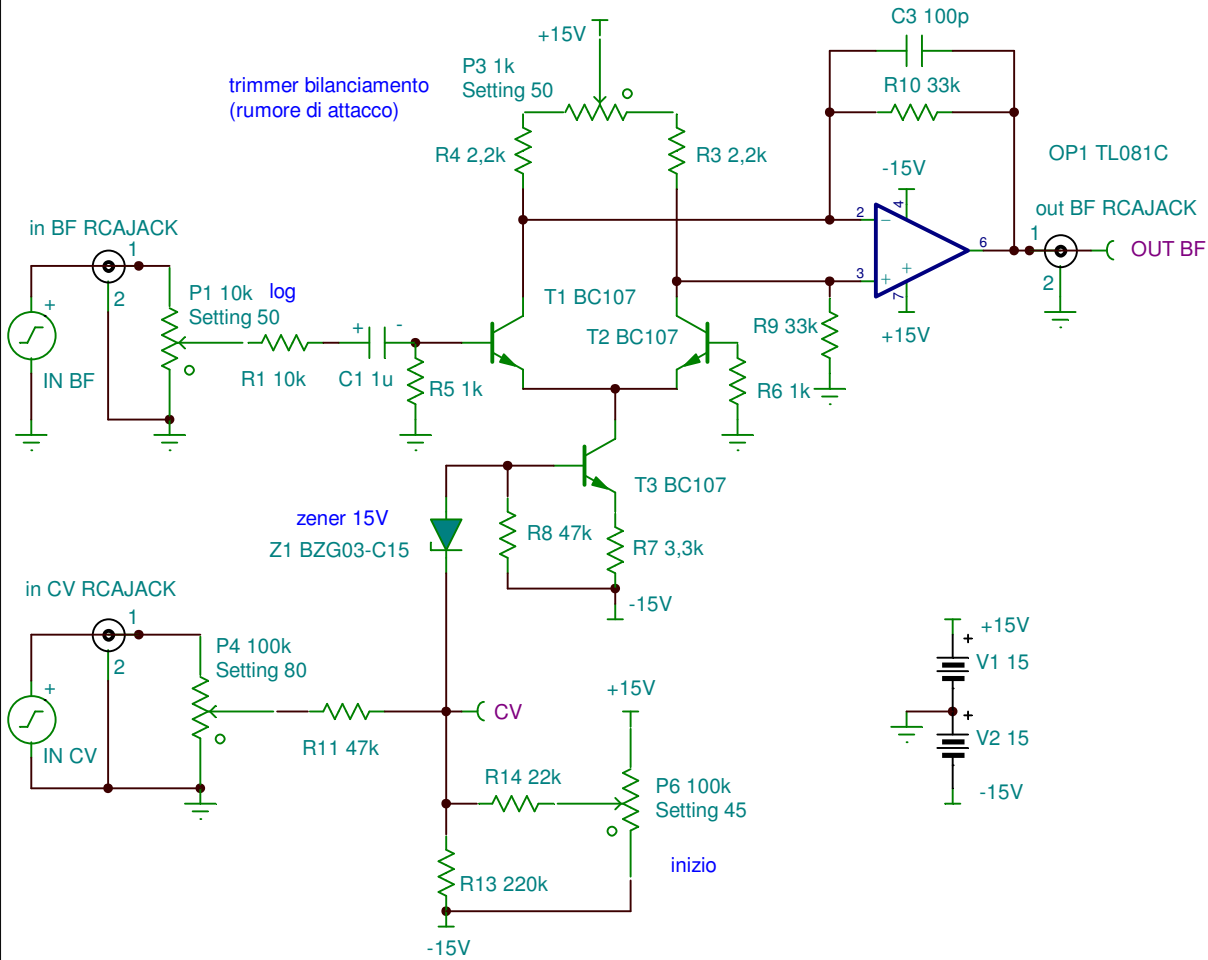 C3 100p
+15V
P3 1k
Setting 50
trimmer bilanciamento
(rumore di attacco)
R10 33k
R4 2,2k
R3 2,2k
OP1 TL081C
-15V
4
2
-
in BF RCAJACK
1
out BF RCAJACK
1
6
OUT BF
2
P1 10k
log
Setting 50
+
2
3
+
+
7
T1 BC107
T2 BC107
R9 33k
+15V
+
-
IN BF
R1 10k
C1 1u
R5 1k
R6 1k
T3 BC107
zener 15V
Z1 BZG03-C15
R8 47k
R7 3,3k
-15V
in CV RCAJACK
1
2
P4 100k
Setting 80
+
IN CV
+15V
CV
R11 47k
R14 22k
P6 100k
Setting 45
inizio
R13 220k
-15V
+15V
+
V1 15
+
V2 15
-15V